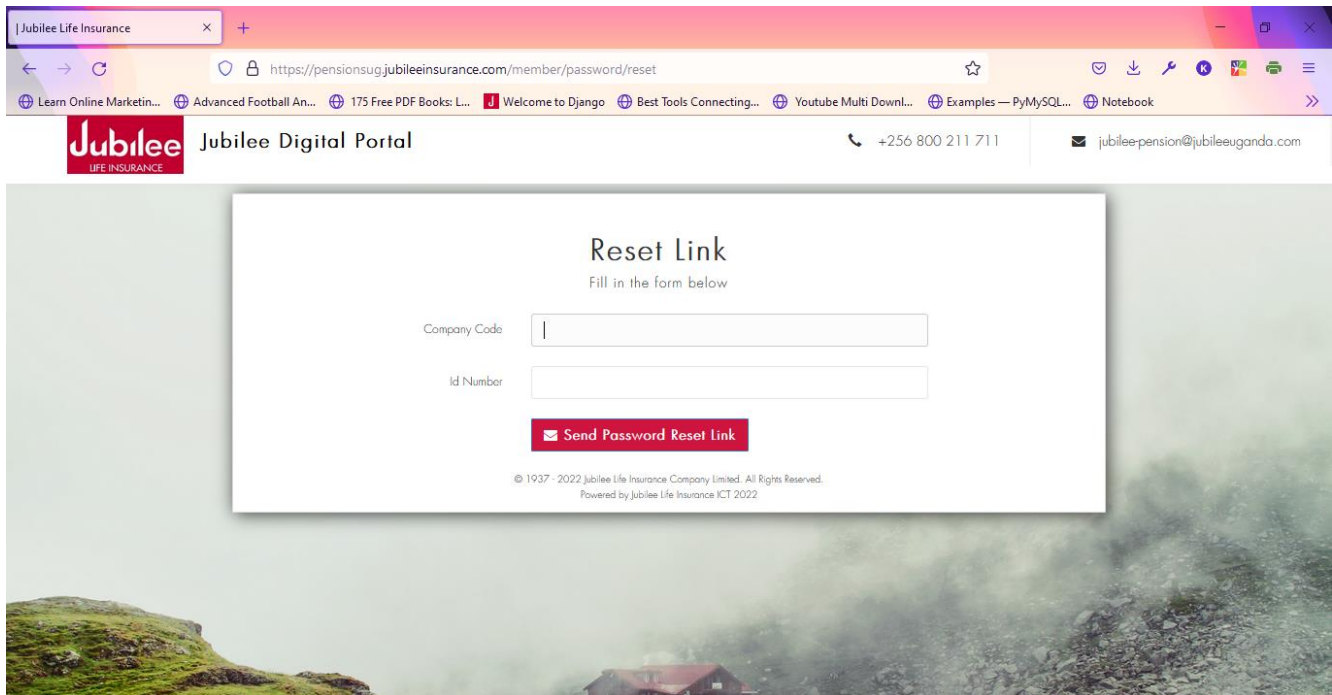 | Jubilee Life Insurance
https://pensionsug.jubileeinsurance.com/member/password/reset
K
Learn Online Marketin... Advanced Football An... 175 Free PDF Books: L... J Welcome to Django Best Tools Connecting... Youtube Multi Downl... Examples — PyMySQL... Notebook
Jubilee
LIFE INSURANCE
Jubilee Digital Portal
+256 800 211 711
jubilee-pension@jubileeuganda.com
Reset Link
Fill in the form below
Company Code
Id Number
Send Password Reset Link
© 1937 - 2022 Jubilee Life Insurance Company Limited. All Rights Reserved.
Powered by Jubilee Life Insurance ICT 2022